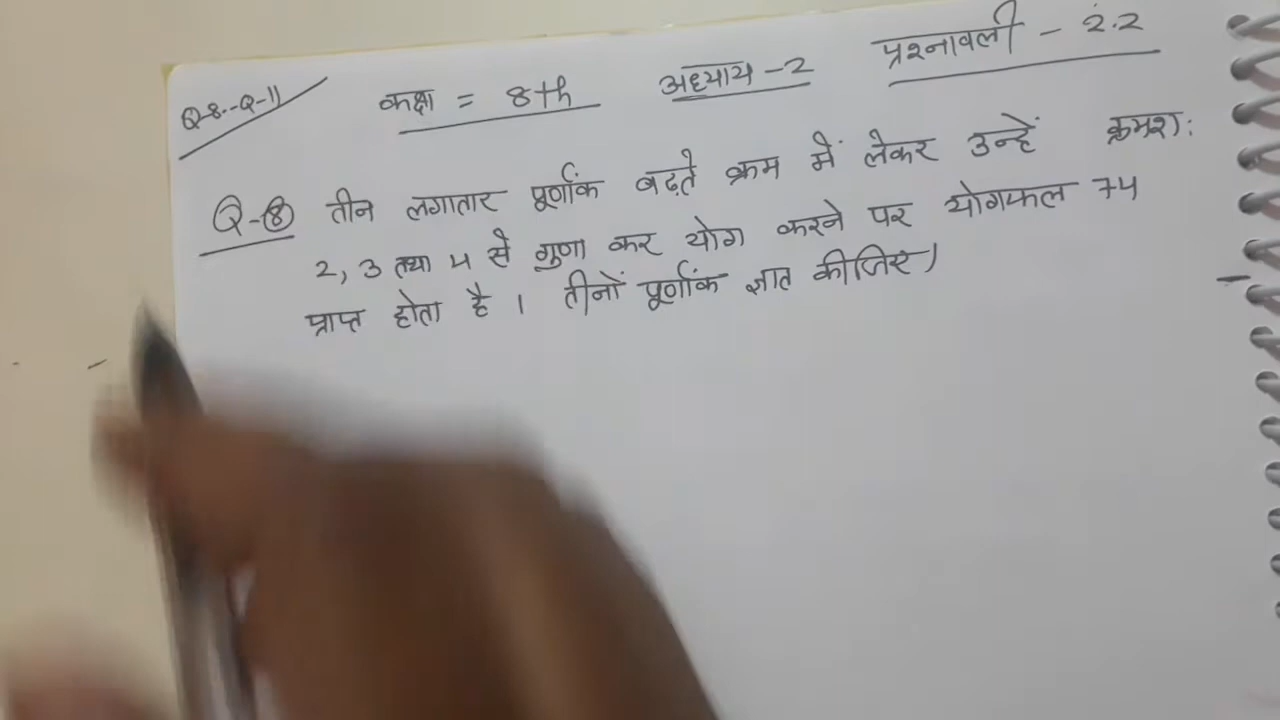 Q-8.-Q-11
कक्षा = 8th अध्याय -2 प्रश्नावली - 2.2
Q-8 तीन लगातार पूर्णांक बढ़ते क्रम में लेकर उन्हें क्रमश:
2, 3 तथा 4 से गुणा कर योग करने पर योगफल 74
प्राप्त होता है । तीनों पूर्णांक ज्ञात कीजिए।